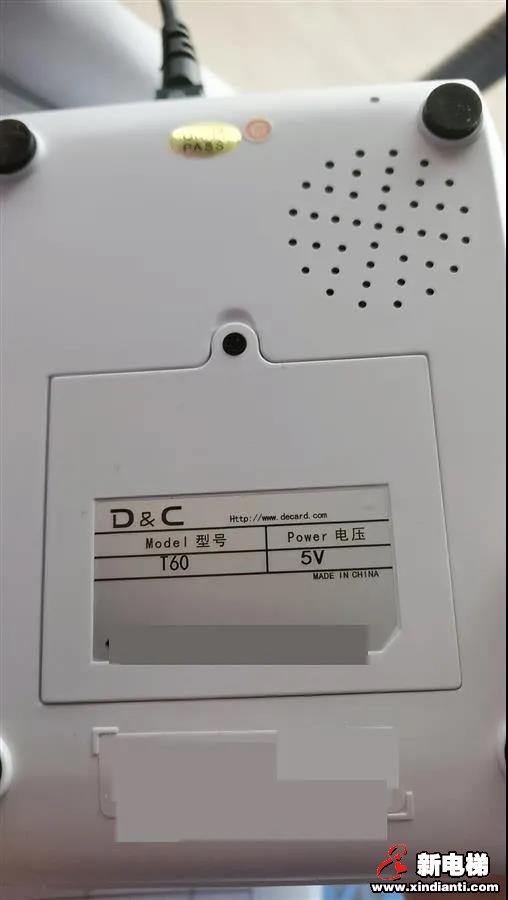 PASS
D&C Http://www.decard.com
Model 型号 Power 电压
T60 5V
MADE IN CHINA
新电梯
www.xindianti.com